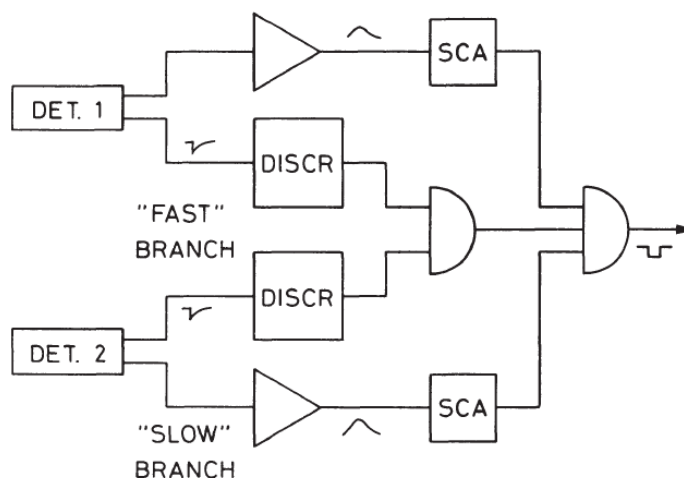 SCA
DET. 1
DISCR
"FAST"
BRANCH
DISCR
DET. 2
SCA
"SLOW"
BRANCH